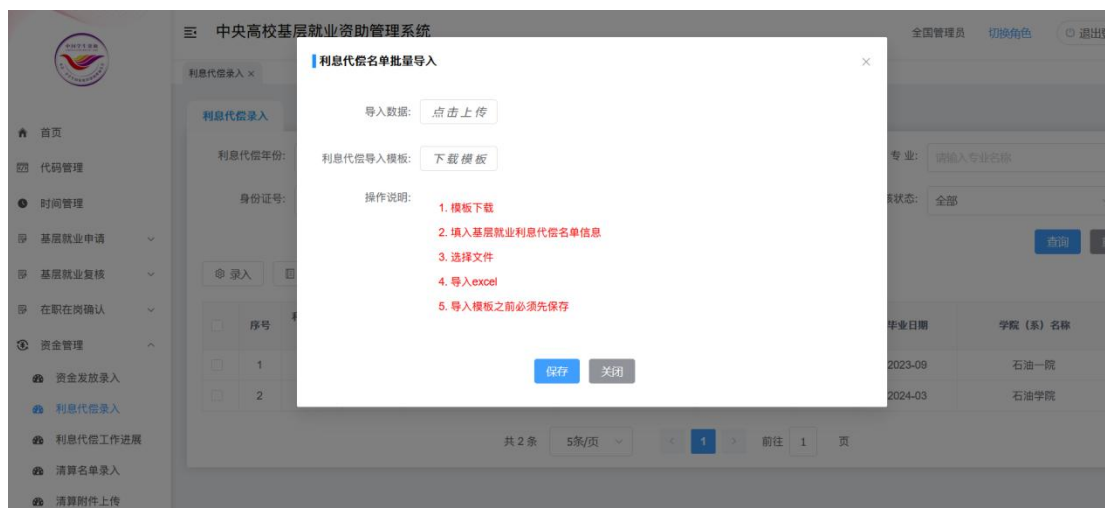 中央高校基层就业资助管理系统
全国管理员
切换角色
退出
利息代偿录入 ×
利息代偿名单批量导入
首页
代码管理
时间管理
基层就业申请
基层就业复核
在职在岗确认
资金管理
资金发放录入
利息代偿录入
利息代偿工作进展
清算名单录入
清算附件上传
利息代偿录入
利息代偿年份:
专 业:
请输入专业名称
身份证号:
状态:
全部
查询
录入
导入数据:
点击上传
利息代偿导入模板:
下载模板
操作说明:
1. 模板下载
2. 填入基层就业利息代偿名单信息
3. 选择文件
4. 导入excel
5. 导入模板之前必须先保存
保存
关闭
序号
毕业日期
学院（系）名称
1
2023-09
石油一院
2
2024-03
石油学院
共 2 条
5条/页
1
前往
1
页